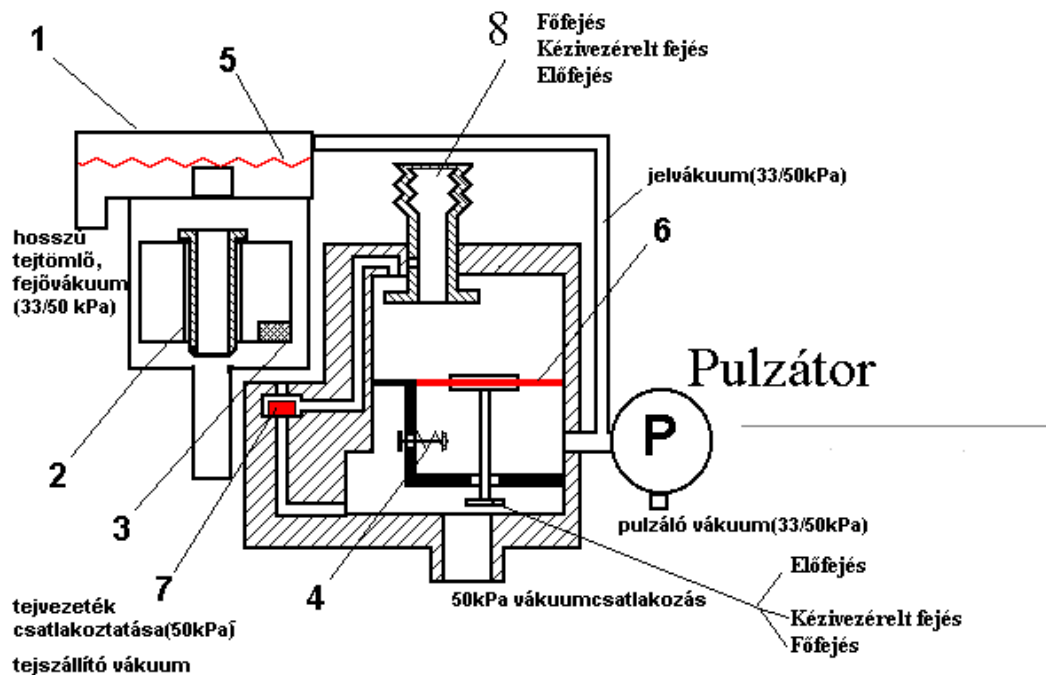 8
Főfejés
Kézivezérelt fejés
Előfejés
1
5
jelvákuum(33/50kPa)
6
hosszú
tejtömlő,
fejővákuum
(33/50 kPa)
Pulzátor
P
2
3
7
4
pulzáló vákuum(33/50kPa)
Előfejés
Kézivezérelt fejés
Főfejés
50kPa vákuumcsatlakozás
tejvezeték
csatlakoztatása(50kPa)
tejszállító vákuum